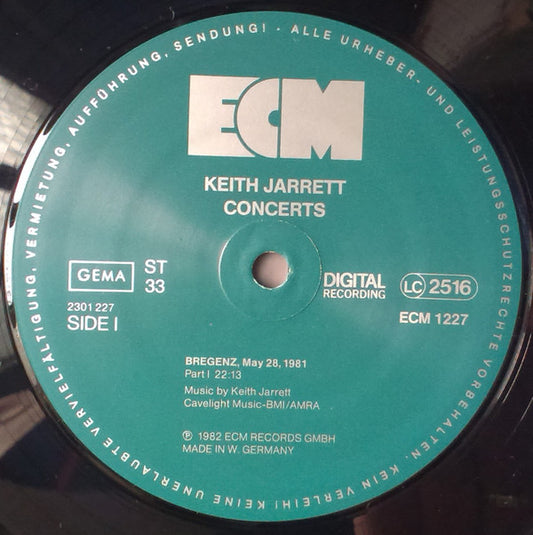 ALLE URHEBER- UND LEISTUNGSSCHUTZRECHTE VORBEHALTEN. KEIN VERLEIH! KEINE UNERLAUBTE VERVIELFÄLTIGUNG, VERMIETUNG, AUFFÜHRUNG, SENDUNG! -
ECM
KEITH JARRETT
CONCERTS
GEMA
ST
33
DIGITAL
RECORDING
LC 2516
2301 227
SIDE I
ECM 1227
BREGENZ, May 28, 1981
Part I 22:13
Music by Keith Jarrett
Cavelight Music-BMI/AMRA
℗ 1982 ECM RECORDS GMBH
MADE IN W. GERMANY